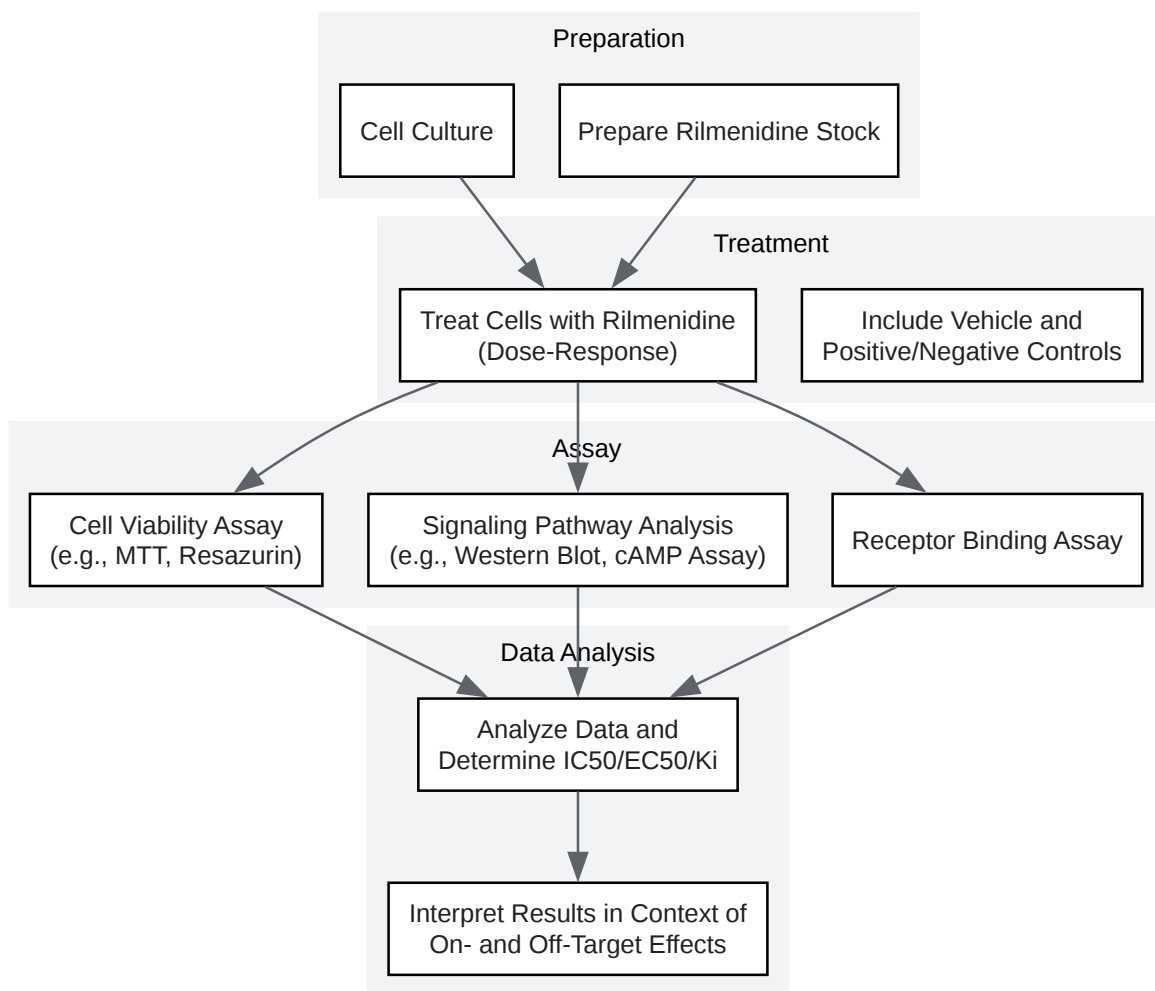 Preparation
Cell Culture
Prepare Rilmenidine Stock
Treatment
Treat Cells with Rilmenidine
(Dose-Response)
Include Vehicle and
Positive/Negative Controls
Assay
Cell Viability Assay
(e.g., MTT, Resazurin)
Signaling Pathway Analysis
(e.g., Western Blot, cAMP Assay)
Receptor Binding Assay
Data Analysis
Analyze Data and
Determine IC50/EC50/Ki
Interpret Results in Context of
On- and Off-Target Effects